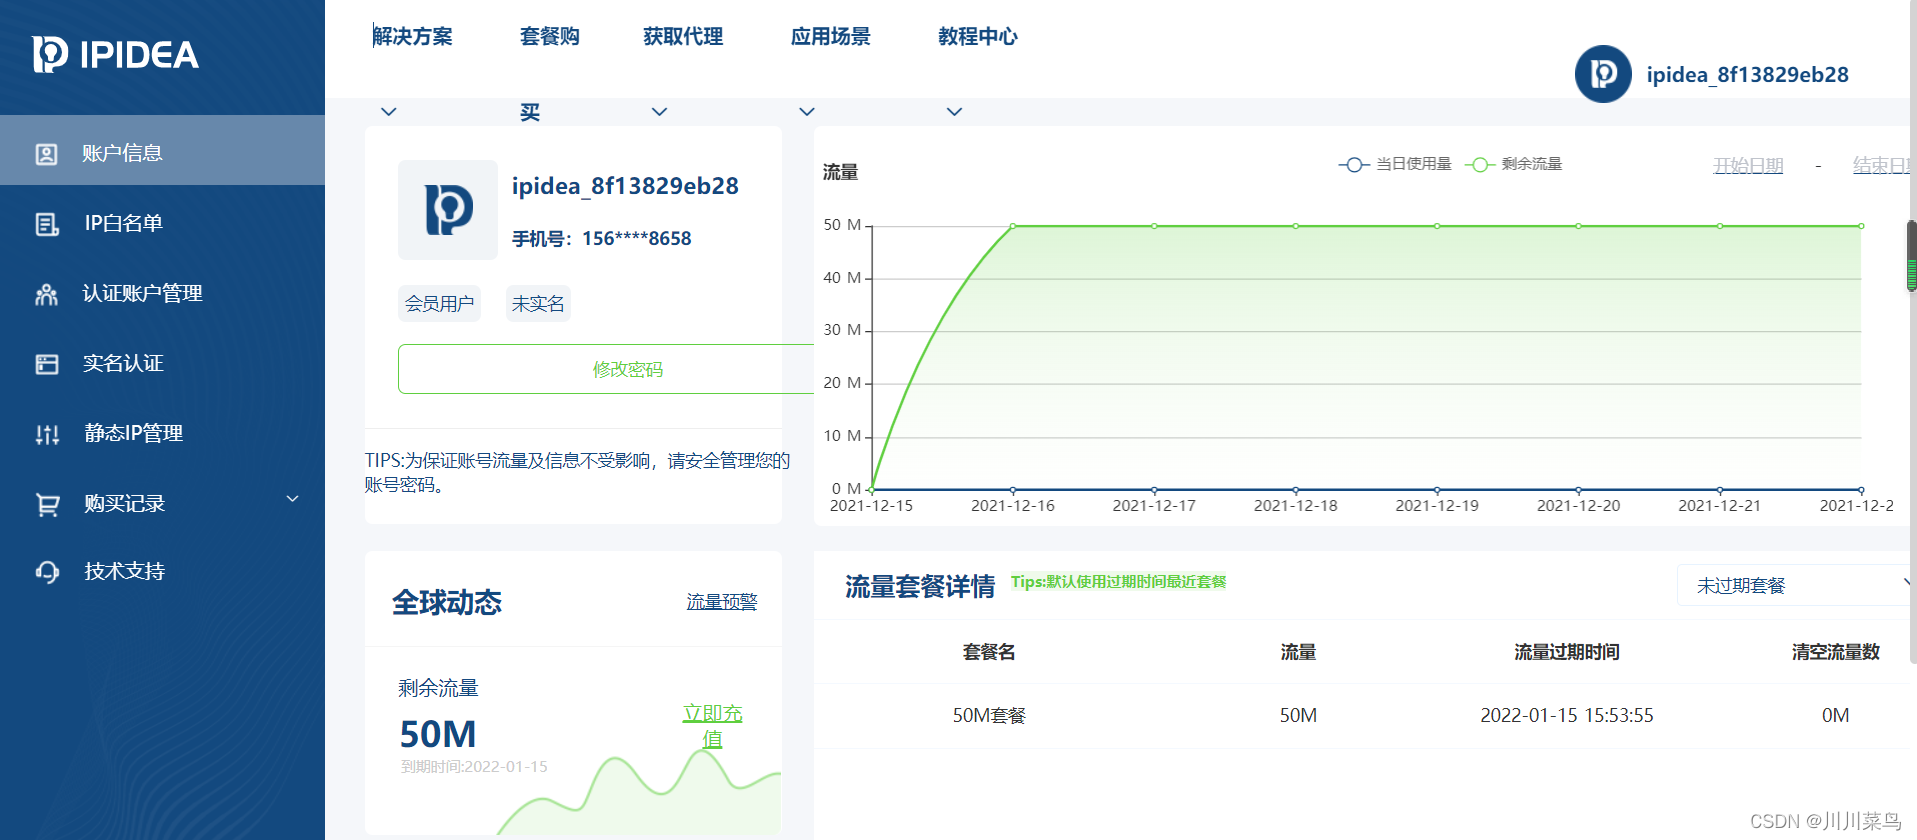 IPIDEA
账户信息
IP白名单
认证账户管理
实名认证
静态IP管理
购买记录
技术支持
解决方案
套餐购
买
获取代理
应用场景
教程中心
ipidea_8f13829eb28
ipidea_8f13829eb28
手机号：156****8658
会员用户
未实名
修改密码
TIPS:为保证账号流量及信息不受影响，请安全管理您的
账号密码。
流量
当日使用量
剩余流量
开始日期 - 结束日
50 M
40 M
30 M
20 M
10 M
0 M
2021-12-15 2021-12-16 2021-12-17 2021-12-18 2021-12-19 2021-12-20 2021-12-21 2021-12-2
全球动态
流量预警
剩余流量
50M
到期时间:2022-01-15
立即充
值
流量套餐详情
Tips:默认使用过期时间最近套餐
未过期套餐
套餐名 流量 流量过期时间 清空流量数
50M套餐 50M 2022-01-15 15:53:55 0M
CSDN @川川菜鸟